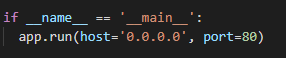 if __name__ == '__main__':
  app.run(host='0.0.0.0', port=80)